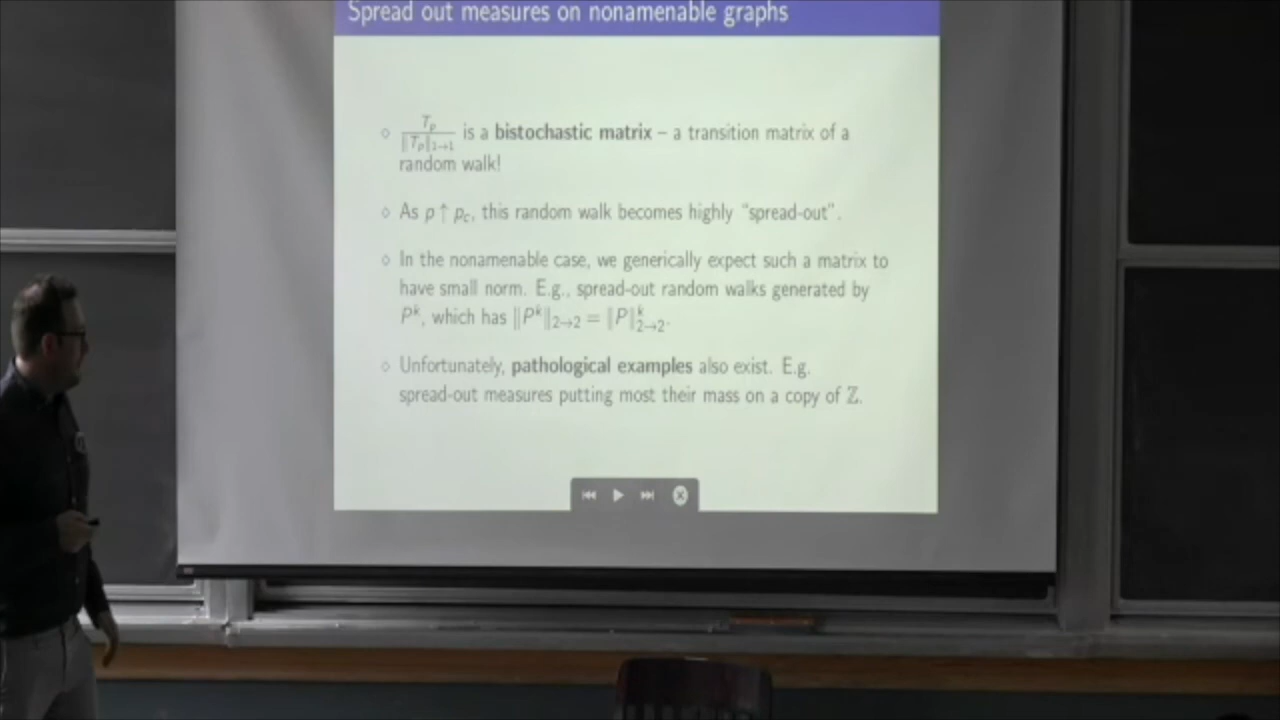 Spread out measures on nonamenable graphs
⋄ T_p / ‖T_p‖_{1→1} is a bistochastic matrix – a transition matrix of a
random walk!
⋄ As p ↑ p_c, this random walk becomes highly "spread-out".
⋄ In the nonamenable case, we generically expect such a matrix to
have small norm. E.g., spread-out random walks generated by
P^k, which has ‖P^k‖_{2→2} = ‖P‖^k_{2→2}.
⋄ Unfortunately, pathological examples also exist. E.g.
spread-out measures putting most their mass on a copy of ℤ.